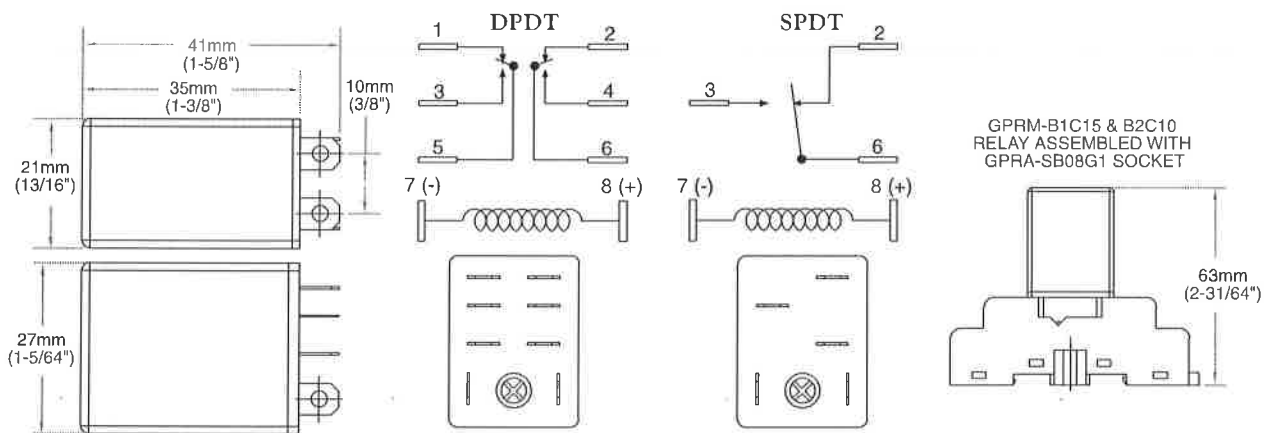 41mm
(1-5/8")
35mm
(1-3/8")
10mm
(3/8")
21mm
(13/16")
27mm
(1-5/64")
DPDT
1
2
3
4
5
6
7 (-)
8 (+)
SPDT
2
3
6
7 (-)
8 (+)
GPRM-B1C15 & B2C10
RELAY ASSEMBLED WITH
GPRA-SB08G1 SOCKET
63mm
(2-31/64")